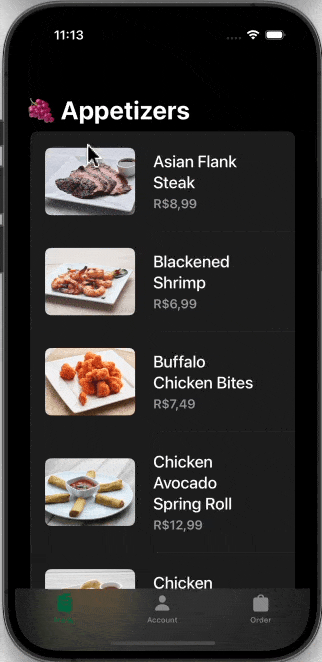 11:13
🍇 Appetizers
Asian Flank
Steak
R$8,99
Blackened
Shrimp
R$6,99
Buffalo
Chicken Bites
R$7,49
Chicken
Avocado
Spring Roll
R$12,99
Chicken
Account
Order